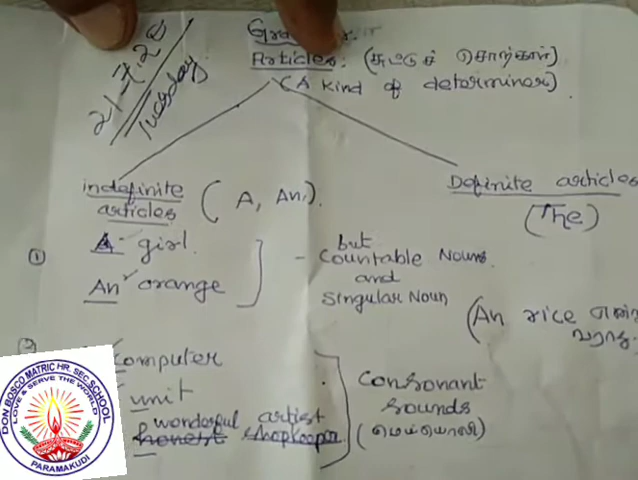 21-7-20
Tuesday
Articles: (சுட்டுச் சொற்கள்)
(A kind of determiner)
indefinite articles (A, An).
Definite articles
(The)
① A girl
An orange
- but
countable Nouns
and
singular Noun
(An rice என்ற
வராது.
Computer
unit
wonderful artist
honest shopkeeper
Consonant
sounds
(மெய்யொலி)
DON BOSCO MATRIC HR. SEC. SCHOOL
LOVE & SERVE THE WORLD
PARAMAKUDI